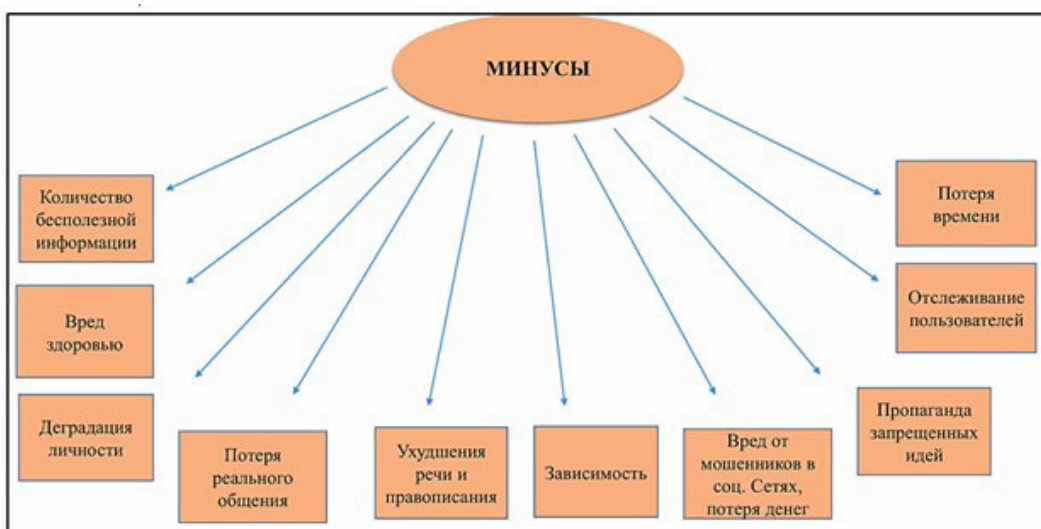 МИНУСЫ
Количество
бесполезной
информации
Вред
здоровью
Деградация
личности
Потеря
реального
общения
Ухудшения
речи и
правописания
Зависимость
Вред от
мошенников в
соц. Сетях,
потеря денег
Пропаганда
запрещенных
идей
Отслеживание
пользователей
Потеря
времени